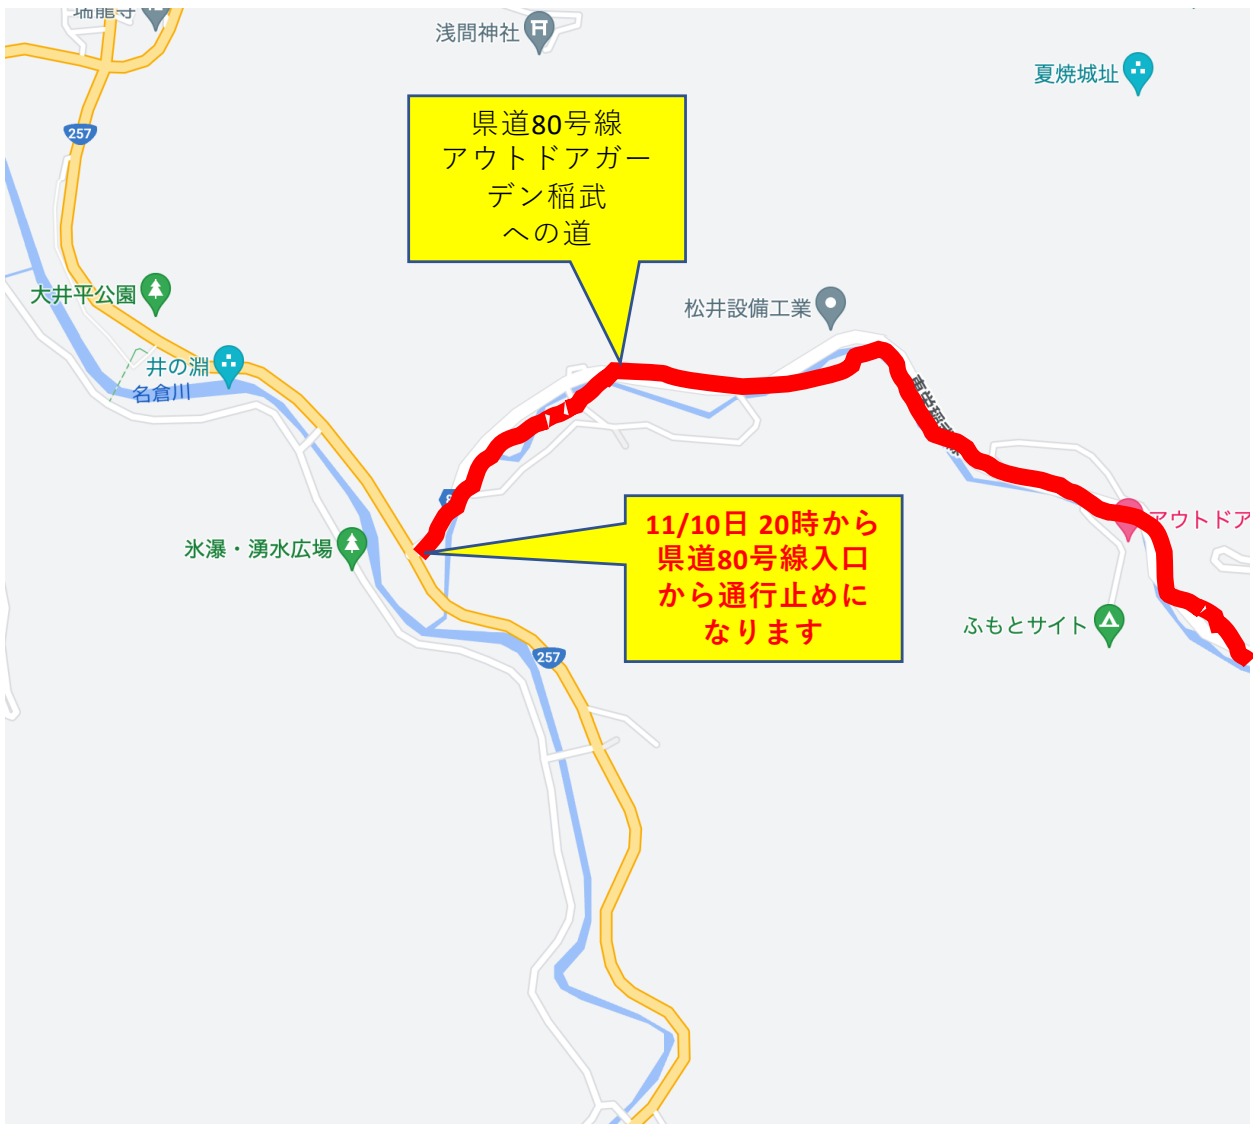 瑞龍寺
浅間神社
夏焼城址
県道80号線
アウトドアガー
デン稲武
への道
257
大井平公園
松井設備工業
井の淵
名倉川
11/10日 20時から
県道80号線入口
から通行止めに
なります
アウトドア
氷瀑・湧水広場
ふもとサイト
257